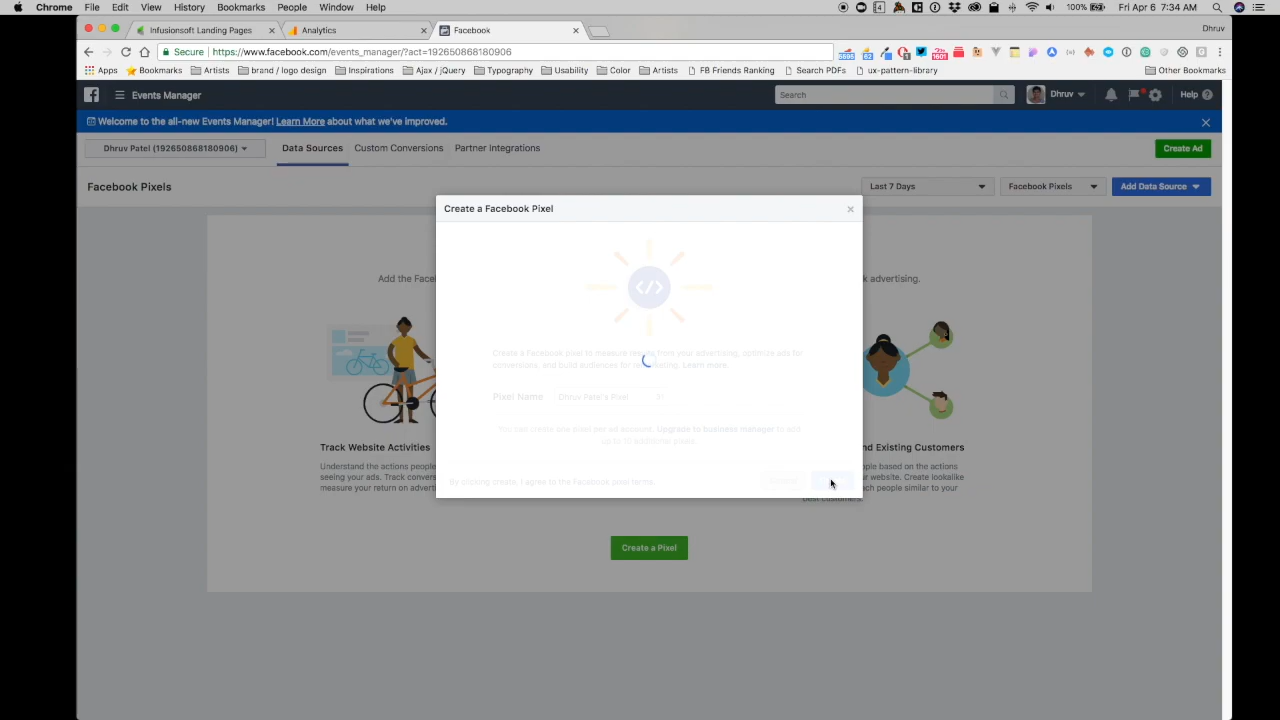 Chrome File Edit View History Bookmarks People Window Help 100% Fri Apr 6 7:34 AM
Infusionsoft Landing Pages Analytics Facebook Dhruv
Secure https://www.facebook.com/events_manager/?act=192650868180906
Apps Bookmarks Artists brand / logo design Inspirations Ajax / jQuery Typography Usability Color Artists FB Friends Ranking Search PDFs ux-pattern-library Other Bookmarks
Events Manager Search Dhruv Help
Welcome to the all-new Events Manager! Learn More about what we've improved.
Dhruv Patel (192650868180906) Data Sources Custom Conversions Partner Integrations Create Ad
Facebook Pixels Last 7 Days Facebook Pixels Add Data Source
Create a Facebook Pixel
Add the Face
k advertising.
</>
Create a Facebook pixel to measure results from your advertising, optimize ads for
conversions, and build audiences for remarketing. Learn more.
Pixel Name Dhruv Patel's Pixel
You can create one pixel per ad account. Upgrade to business manager to add
up to 10 additional pixels.
By clicking create, I agree to the Facebook pixel terms.
Track Website Activities
Understand the actions people
seeing your ads. Track conver
measure your return on advert
nd Existing Customers
ople based on the actions
ur website. Create lookalike
ach people similar to your
best customers.
Create a Pixel